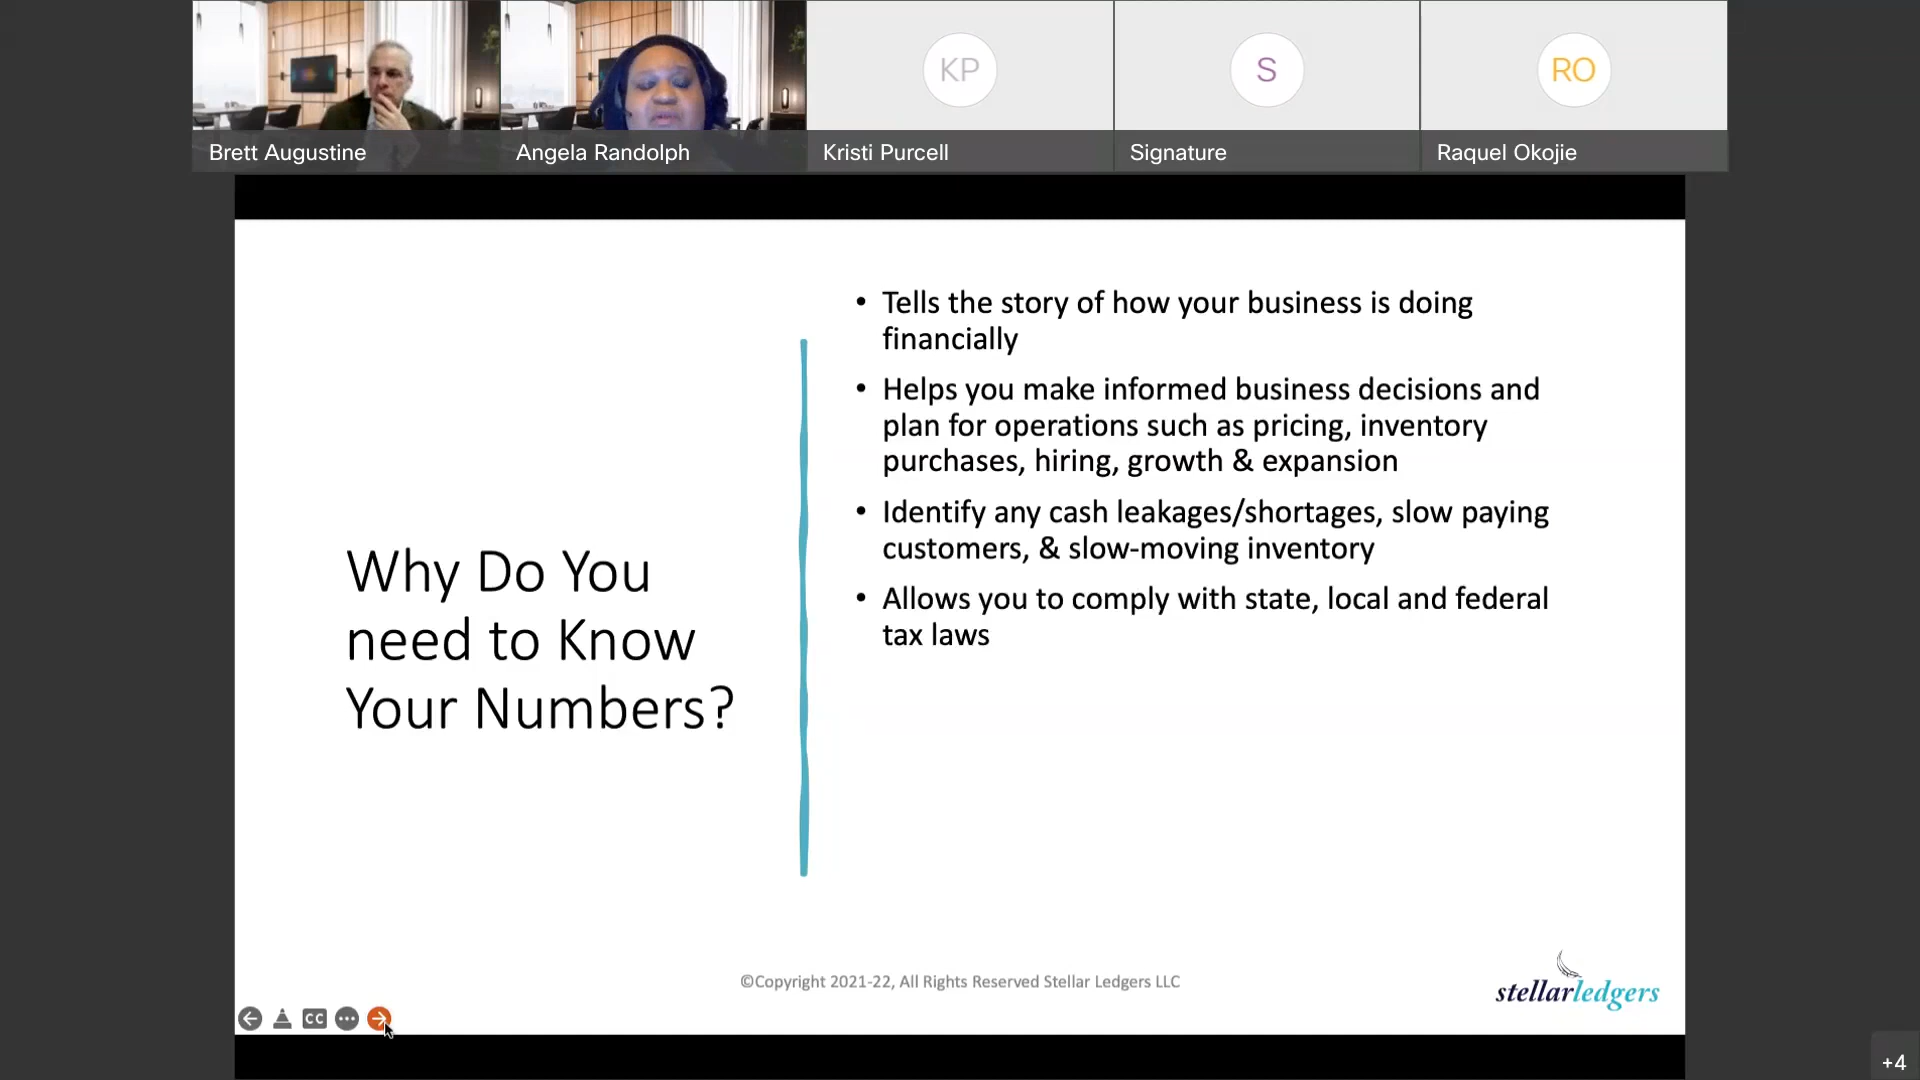 KP
S
RO
Brett Augustine
Angela Randolph
Kristi Purcell
Signature
Raquel Okojie
Why Do You
need to Know
Your Numbers?
• Tells the story of how your business is doing
financially
• Helps you make informed business decisions and
plan for operations such as pricing, inventory
purchases, hiring, growth & expansion
• Identify any cash leakages/shortages, slow paying
customers, & slow-moving inventory
• Allows you to comply with state, local and federal
tax laws
©Copyright 2021-22, All Rights Reserved Stellar Ledgers LLC
stellarledgers
CC
+4